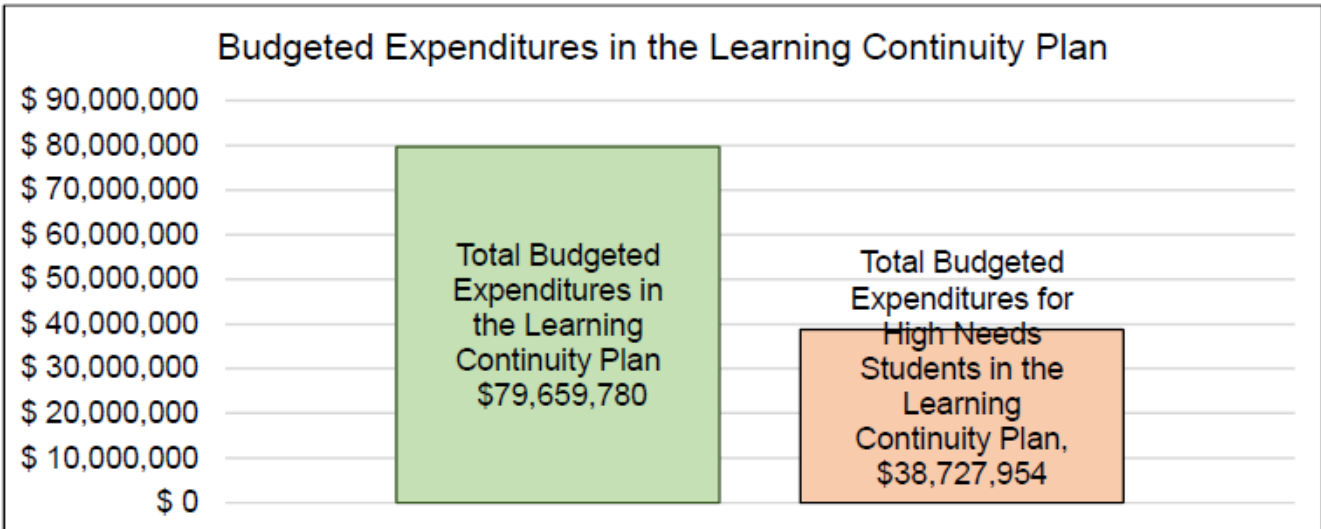 Budgeted Expenditures in the Learning Continuity Plan
$ 90,000,000
$ 80,000,000
$ 70,000,000
$ 60,000,000
$ 50,000,000
$ 40,000,000
$ 30,000,000
$ 20,000,000
$ 10,000,000
$ 0
Total Budgeted
Expenditures in
the Learning
Continuity Plan
$79,659,780
Total Budgeted
Expenditures for
High Needs
Students in the
Learning
Continuity Plan,
$38,727,954